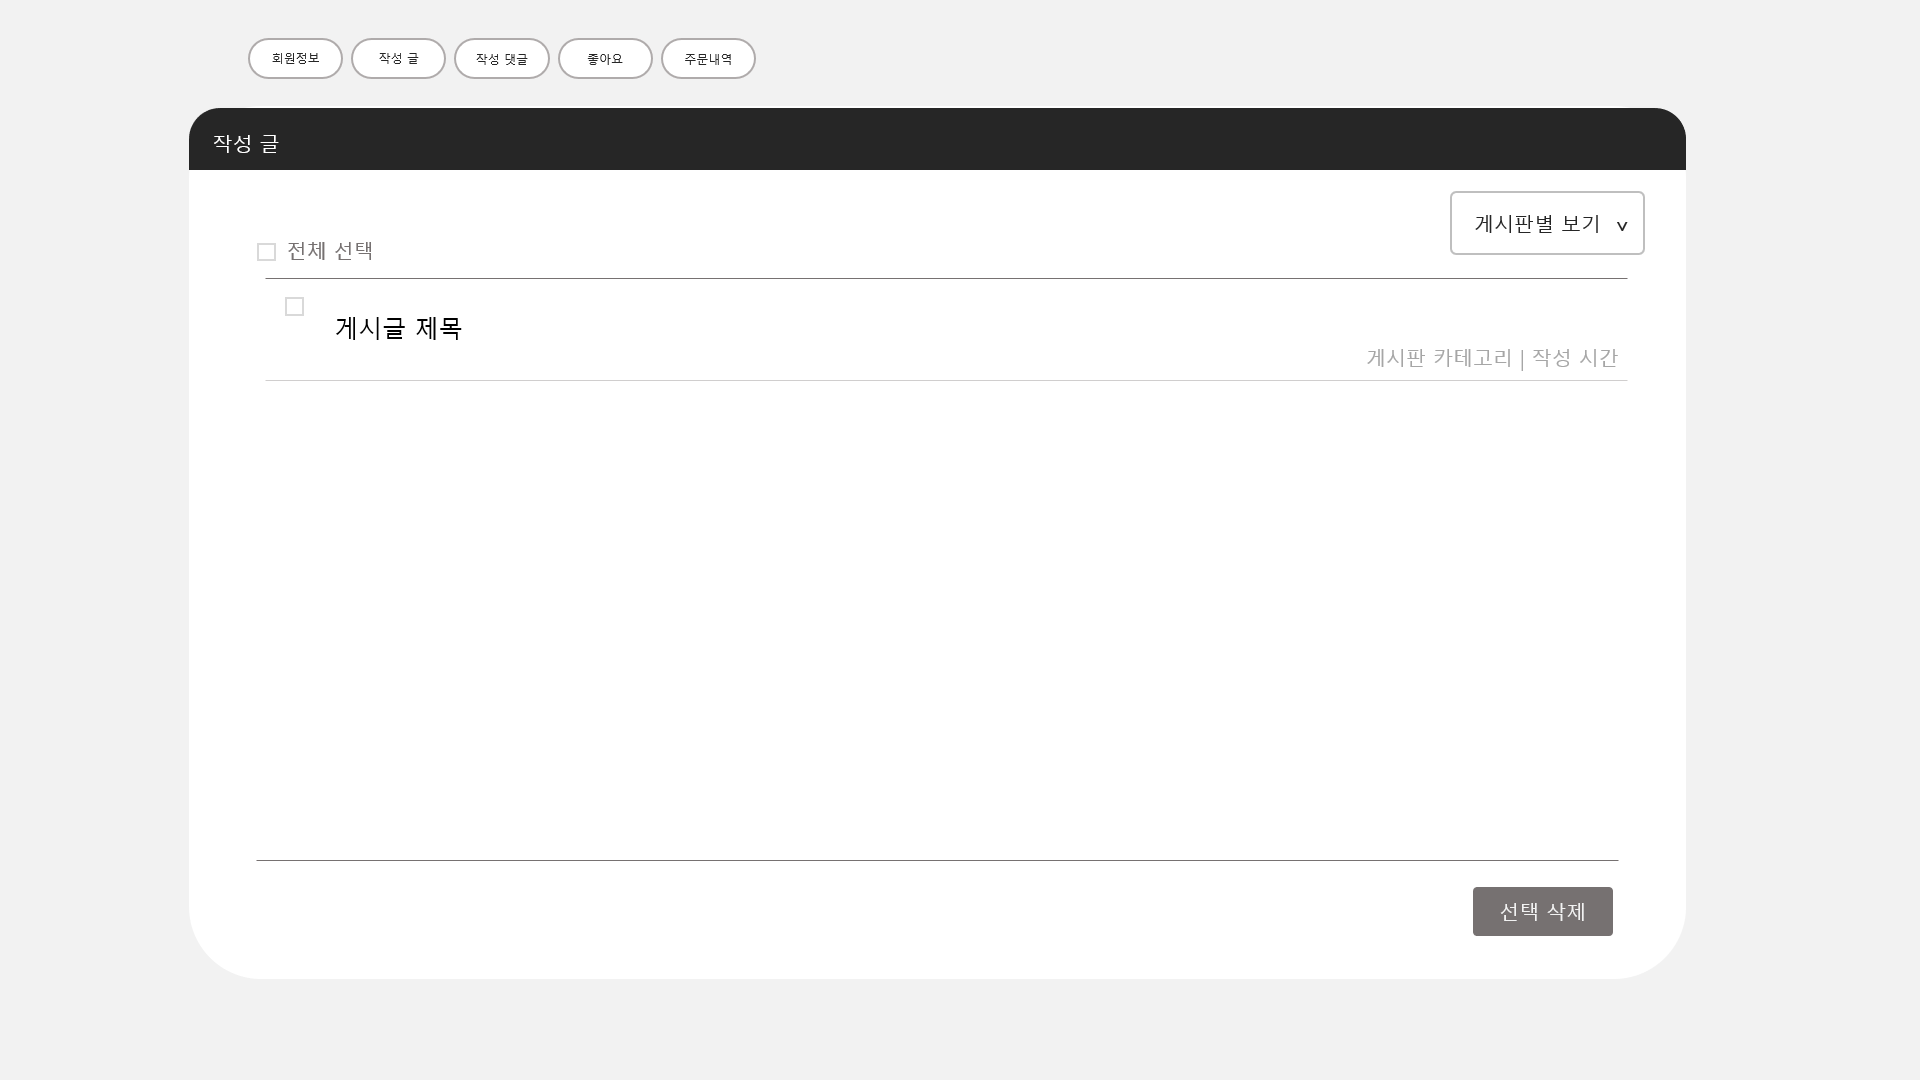 회원정보 작성 글 작성 댓글 좋아요 주문내역
작성 글
게시판별 보기 v
전체 선택
게시글 제목
게시판 카테고리 | 작성 시간
선택 삭제